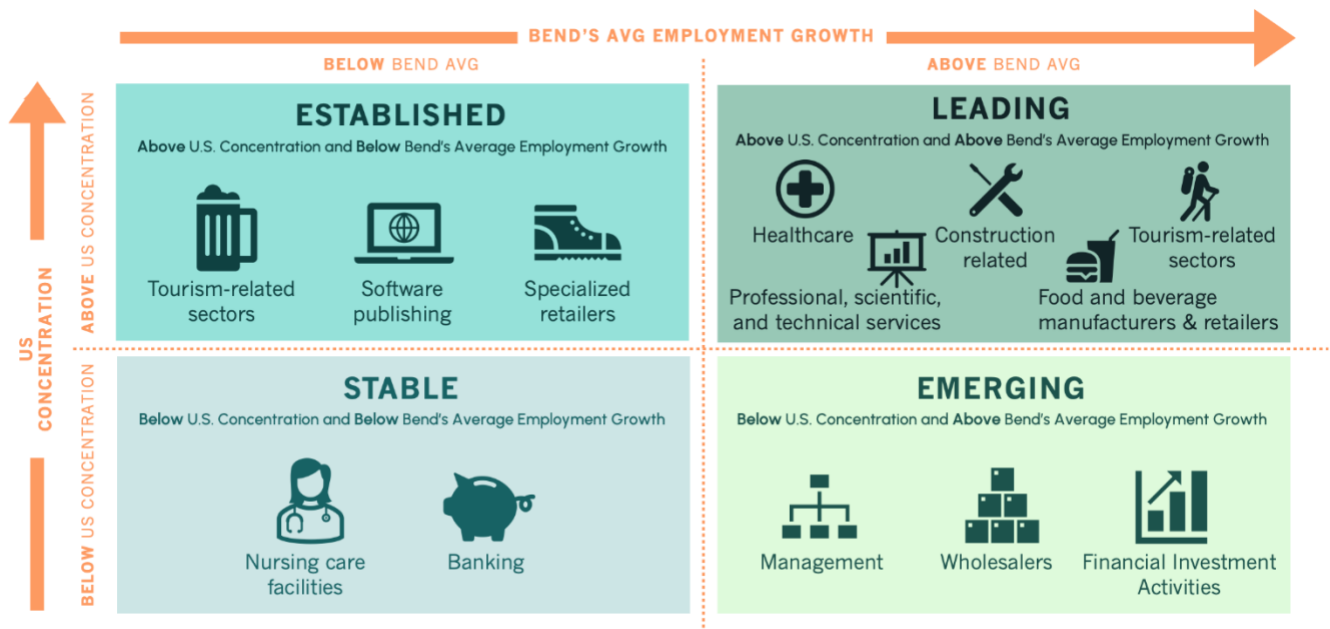 BEND'S AVG EMPLOYMENT GROWTH
BELOW BEND AVG
ABOVE BEND AVG
US
CONCENTRATION
ABOVE US CONCENTRATION
BELOW US CONCENTRATION
ESTABLISHED
Above U.S. Concentration and Below Bend's Average Employment Growth
Tourism-related
sectors
Software
publishing
Specialized
retailers
LEADING
Above U.S. Concentration and Above Bend's Average Employment Growth
Healthcare
Construction
related
Tourism-related
sectors
Professional, scientific,
and technical services
Food and beverage
manufacturers & retailers
STABLE
Below U.S. Concentration and Below Bend's Average Employment Growth
Nursing care
facilities
Banking
EMERGING
Below U.S. Concentration and Above Bend's Average Employment Growth
Management
Wholesalers
Financial Investment
Activities